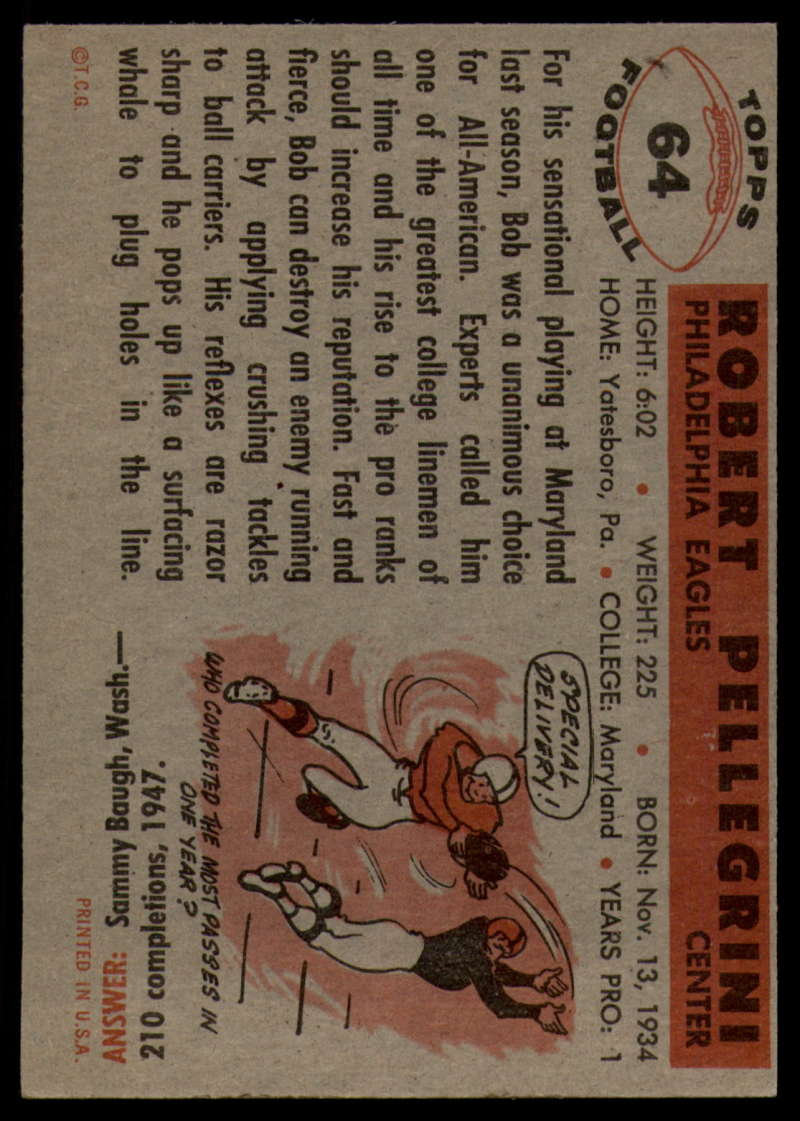 TOPPS
64
FOOTBALL
ROBERT PELLEGRINI
PHILADELPHIA EAGLES CENTER
HEIGHT: 6:02 • WEIGHT: 225 • BORN: Nov. 13, 1934
HOME: Yatesboro, Pa. • COLLEGE: Maryland • YEARS PRO: 1
For his sensational playing at Maryland
last season, Bob was a unanimous choice
for All-American. Experts called him
one of the greatest college linemen of
all time and his rise to the pro ranks
should increase his reputation. Fast and
fierce, Bob can destroy an enemy running
attack by applying crushing tackles
to ball carriers. His reflexes are razor
sharp and he pops up like a surfacing
whale to plug holes in the line.
©T.C.G.
SPECIAL
DELIVERY!
WHO COMPLETED THE MOST PASSES IN
ONE YEAR?
ANSWER: Sammy Baugh, Wash.—
210 completions, 1947.
PRINTED IN U.S.A.